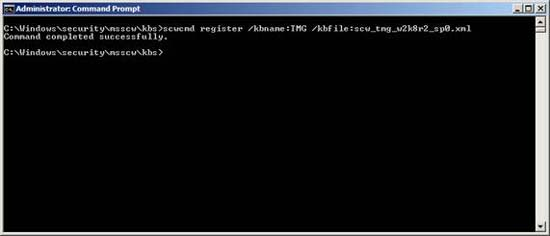 Administrator: Command Prompt
C:\Windows\security\msscw\kbs>scwcmd register /kbname:TMG /kbfile:scw_tmg_w2k8r2_sp0.xml
Command completed successfully.
C:\Windows\security\msscw\kbs>